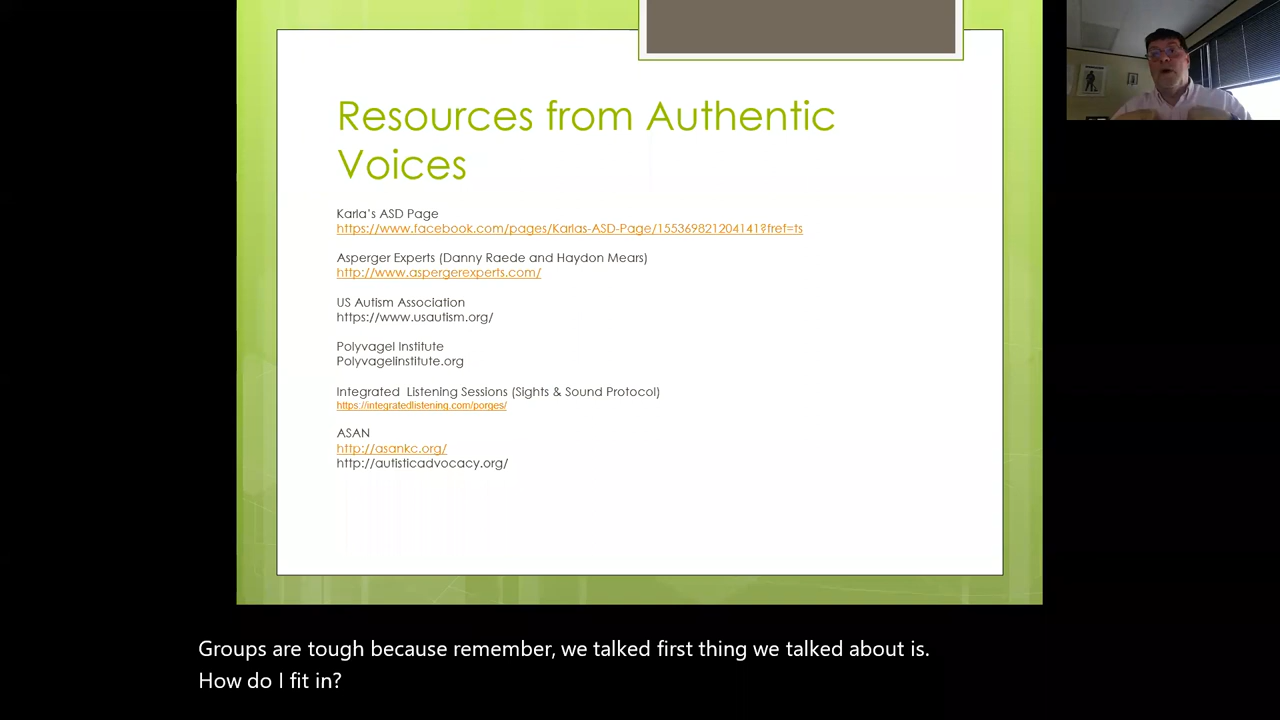 Resources from Authentic
Voices
Karla's ASD Page
https://www.facebook.com/pages/Karlas-ASD-Page/155369821204141?fref=ts
Asperger Experts (Danny Raede and Haydon Mears)
http://www.aspergerexperts.com/
US Autism Association
https://www.usautism.org/
Polyvagel Institute
Polyvagelinstitute.org
Integrated  Listening Sessions (Sights & Sound Protocol)
https://integratedlistening.com/porges/
ASAN
http://asankc.org/
http://autisticadvocacy.org/
Groups are tough because remember, we talked first thing we talked about is.
How do I fit in?